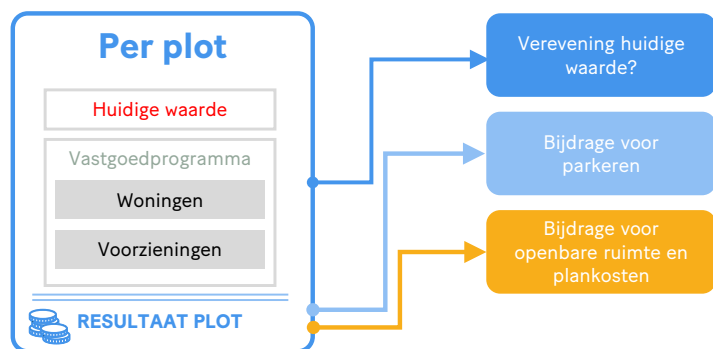 Per plot
Huidige waarde
Vastgoedprogramma
Woningen
Voorzieningen
RESULTAAT PLOT
Verevening huidige
waarde?
Bijdrage voor
parkeren
Bijdrage voor
openbare ruimte en
plankosten